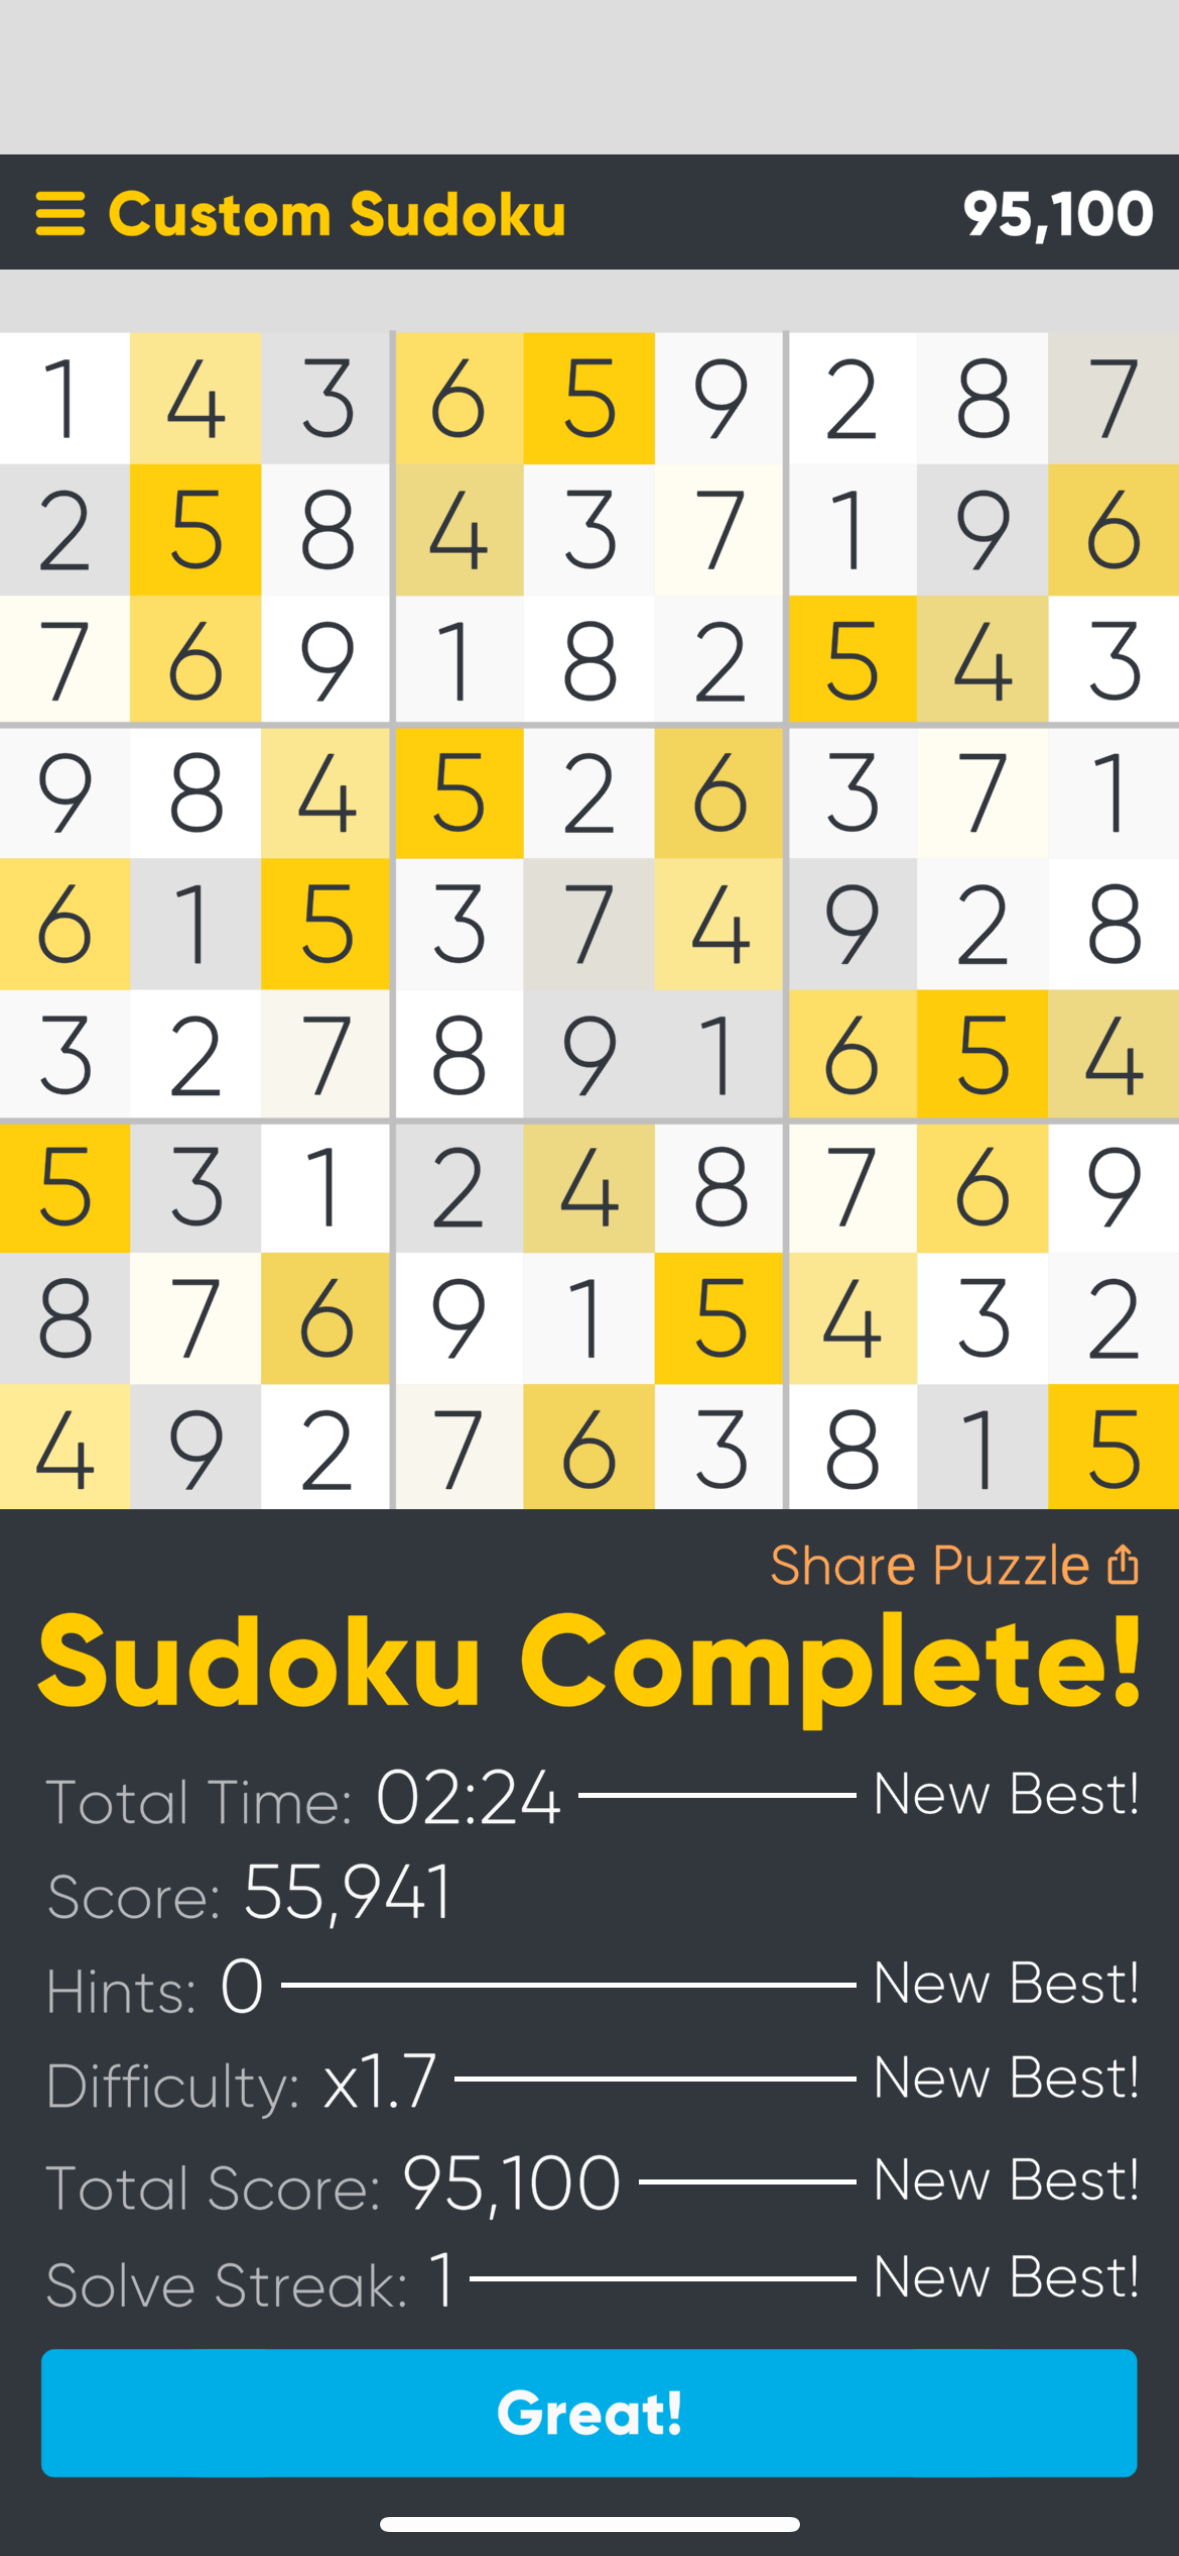 Custom Sudoku 95,100
1 4 3 6 5 9 2 8 7
2 5 8 4 3 7 1 9 6
7 6 9 1 8 2 5 4 3
9 8 4 5 2 6 3 7 1
6 1 5 3 7 4 9 2 8
3 2 7 8 9 1 6 5 4
5 3 1 2 4 8 7 6 9
8 7 6 9 1 5 4 3 2
4 9 2 7 6 3 8 1 5
Share Puzzle
Sudoku Complete!
Total Time: 02:24 New Best!
Score: 55,941
Hints: 0 New Best!
Difficulty: x1.7 New Best!
Total Score: 95,100 New Best!
Solve Streak: 1 New Best!
Great!